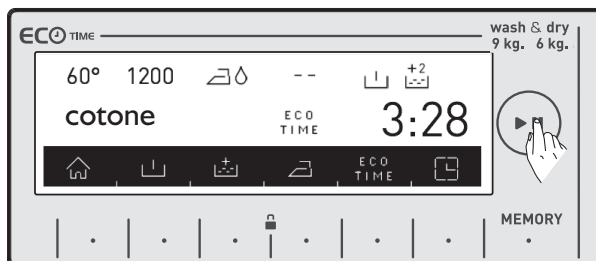 ECO TIME
wash & dry
9 kg. 6 kg.
60° 1200 -- +2
cotone ECO TIME 3:28
+ ECO TIME
MEMORY